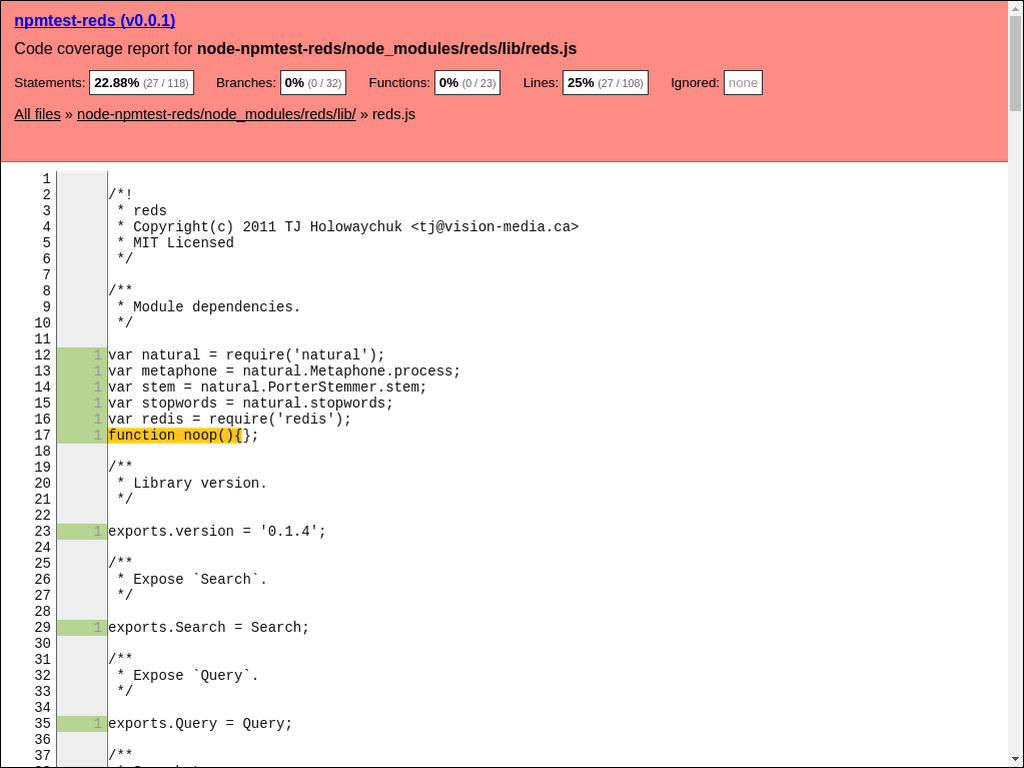 npmtest-reds (v0.0.1)
Code coverage report for node-npmtest-reds/node_modules/reds/lib/reds.js
Statements: 22.88% (27 / 118) Branches: 0% (0 / 32) Functions: 0% (0 / 23) Lines: 25% (27 / 108) Ignored: none
All files » node-npmtest-reds/node_modules/reds/lib/ » reds.js
1
2 /*!
3  * reds
4  * Copyright(c) 2011 TJ Holowaychuk <tj@vision-media.ca>
5  * MIT Licensed
6  */
7
8 /**
9  * Module dependencies.
10  */
11
12 1 var natural = require('natural');
13 1 var metaphone = natural.Metaphone.process;
14 1 var stem = natural.PorterStemmer.stem;
15 1 var stopwords = natural.stopwords;
16 1 var redis = require('redis');
17 1 function noop(){};
18
19 /**
20  * Library version.
21  */
22
23 1 exports.version = '0.1.4';
24
25 /**
26  * Expose `Search`.
27  */
28
29 1 exports.Search = Search;
30
31 /**
32  * Expose `Query`.
33  */
34
35 1 exports.Query = Query;
36
37 /**